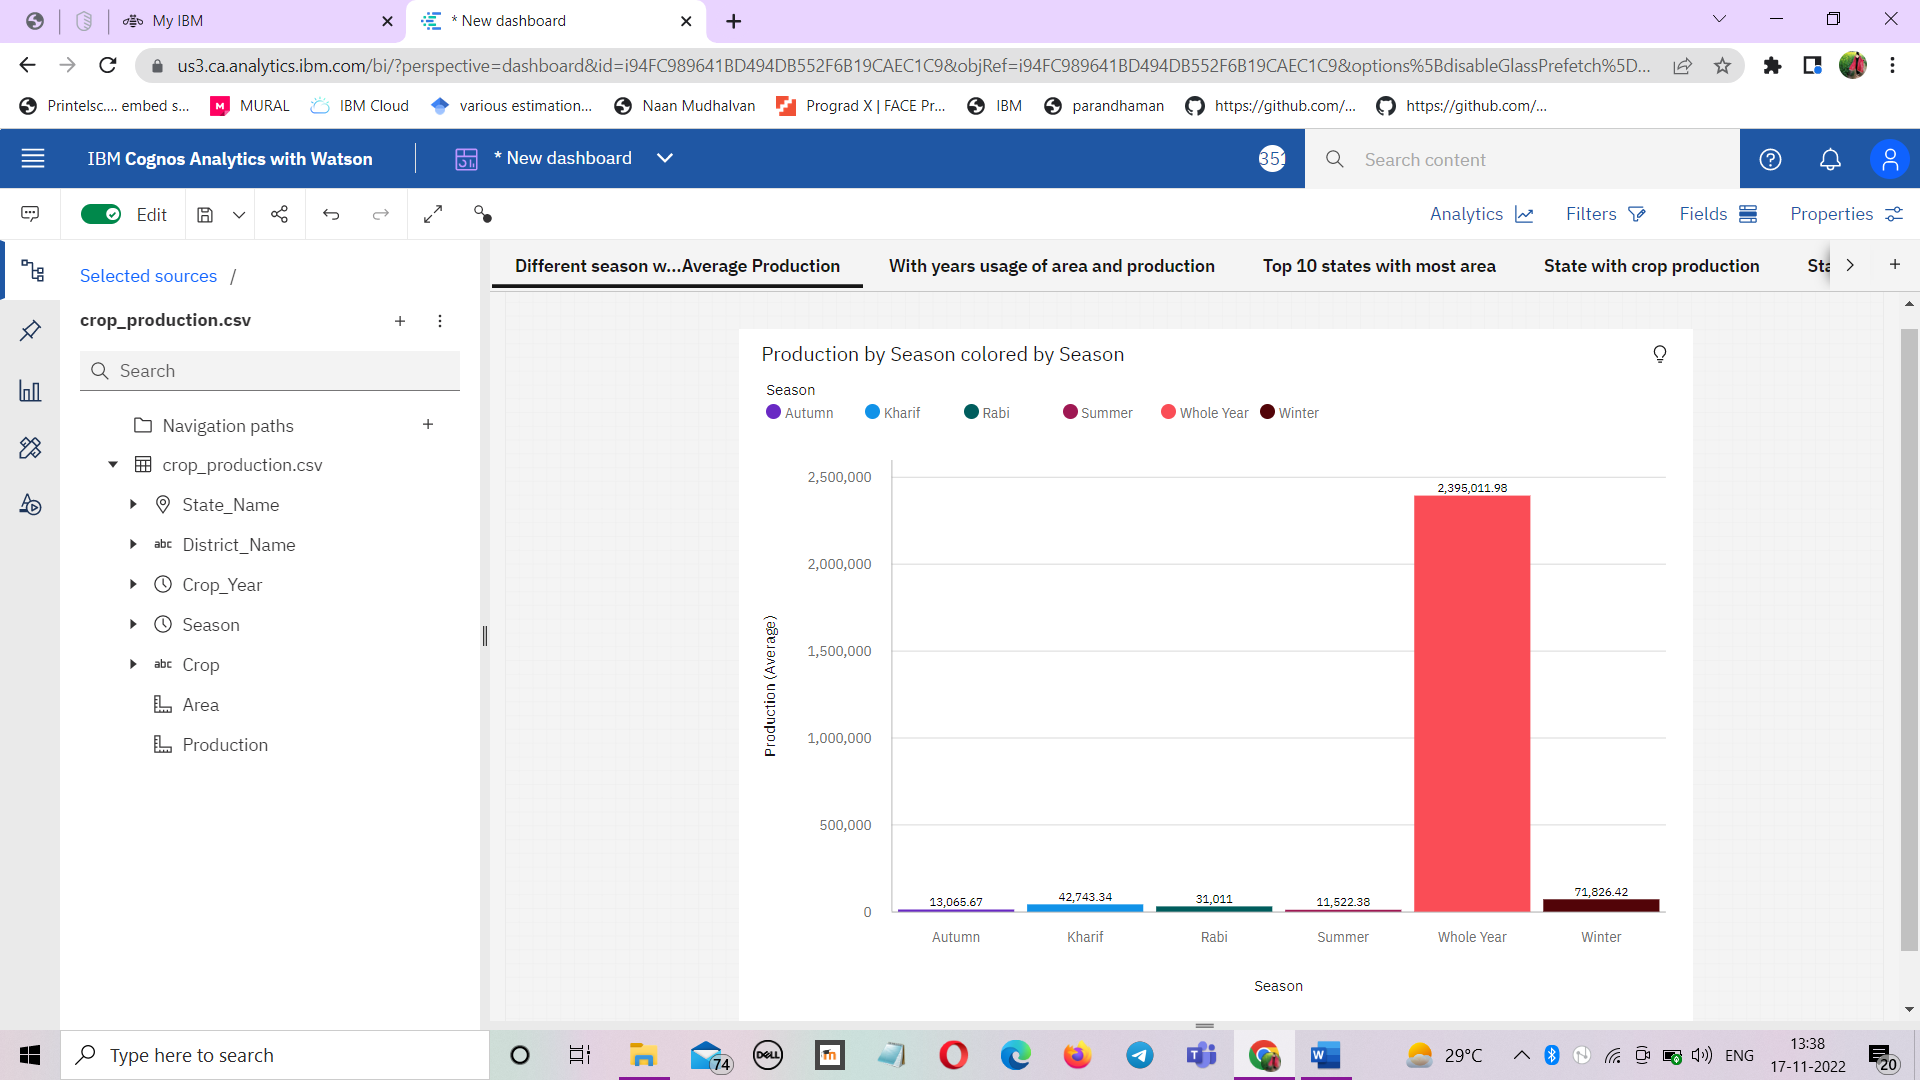 My IBM
* New dashboard
us3.ca.analytics.ibm.com/bi/?perspective=dashboard&id=i94FC989641BD494DB552F6B19CAEC1C9&objRef=i94FC989641BD494DB552F6B19CAEC1C9&options%5BdisableGlassPrefetch%5D...
Printelsc.... embed s...
MURAL
IBM Cloud
various estimation...
Naan Mudhalvan
Prograd X | FACE Pr...
IBM
parandhaman
https://github.com/...
https://github.com/...
IBM Cognos Analytics with Watson
* New dashboard
351
Search content
Edit
Analytics
Filters
Fields
Properties
Selected sources /
crop_production.csv
Search
Navigation paths
crop_production.csv
State_Name
abc District_Name
Crop_Year
Season
abc Crop
Area
Production
Different season w...Average Production
With years usage of area and production
Top 10 states with most area
State with crop production
Sta
Production by Season colored by Season
Season
Autumn
Kharif
Rabi
Summer
Whole Year
Winter
Production (Average)
2,500,000
2,000,000
1,500,000
1,000,000
500,000
0
13,065.67
42,743.34
31,011
11,522.38
2,395,011.98
71,826.42
Autumn
Kharif
Rabi
Summer
Whole Year
Winter
Season
Type here to search
74
DELL
m
W
29°C
ENG
13:38
17-11-2022
20